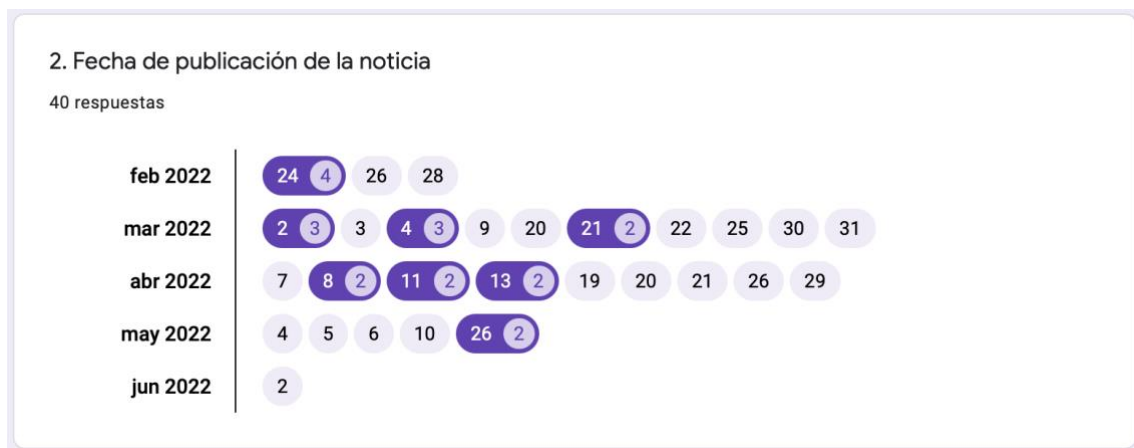 2. Fecha de publicación de la noticia
40 respuestas
feb 2022 24 4 26 28
mar 2022 2 3 3 4 3 9 20 21 2 22 25 30 31
abr 2022 7 8 2 11 2 13 2 19 20 21 26 29
may 2022 4 5 6 10 26 2
jun 2022 2